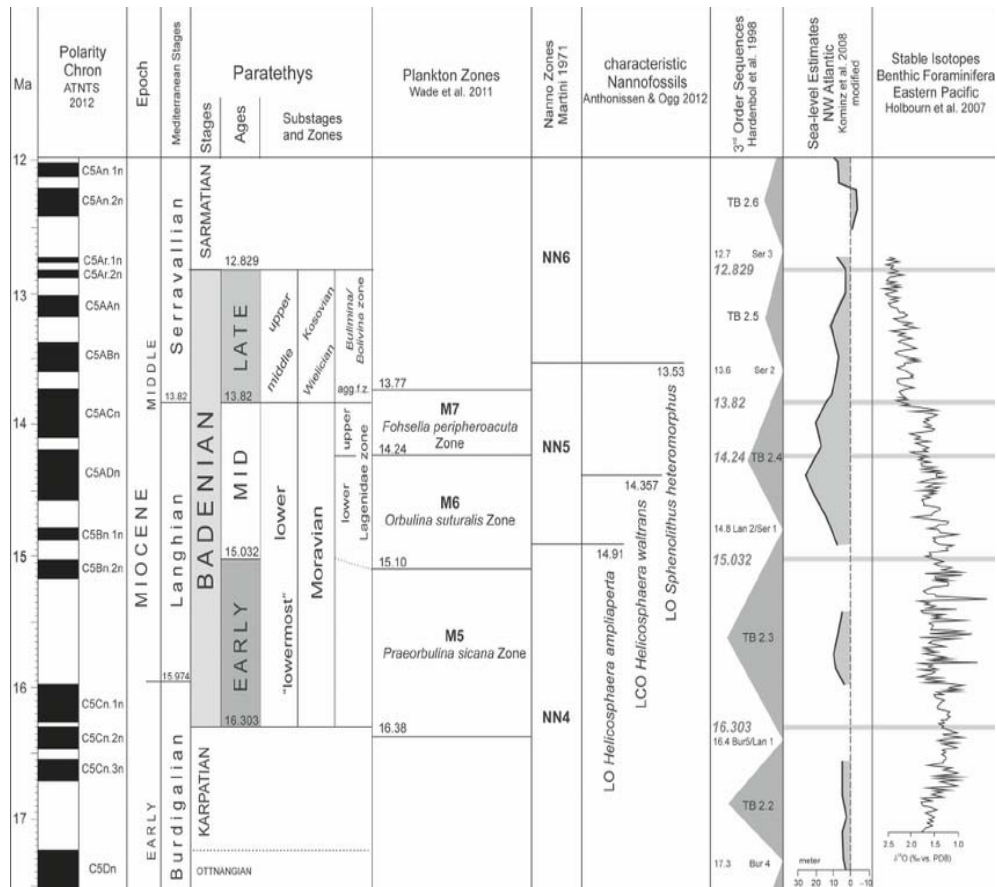 Ma
Polarity
Chron
ATNTS
2012
Epoch
Mediterranean Stages
Paratethys
Stages
Ages
Substages
and Zones
Plankton Zones
Wade et al. 2011
Nanno Zones
Martini 1971
characteristic
Nannofossils
Anthonissen & Ogg 2012
3rd Order Sequences
Hardenbol et al. 1998
Sea-level Estimates
NW Atlantic
Kominz et al. 2008
modified
Stable Isotopes
Benthic Foraminifera
Eastern Pacific
Holbourn et al. 2007
12
13
14
15
16
17
C5An.1n
C5An.2n
C5Ar.1n
C5Ar.2n
C5AAn
C5ABn
C5ACn
C5ADn
C5Bn.1n
C5Bn.2n
C5Cn.1n
C5Cn.2n
C5Cn.3n
C5Dn
MIOCENE
MIDDLE
EARLY
Serravallian
13.82
Langhian
15.974
Burdigalian
SARMATIAN
BADENIAN
KARPATIAN
OTTNANGIAN
12.829
LATE
13.82
MID
15.032
EARLY
16.303
upper
middle
lower
"lowermost"
Kosovian
Wielician
Moravian
Bulimina/
Bolivina zone
agg.f.z.
upper
lower
Lagenidae zone
13.77
M7
Fohsella peripheroacuta
Zone
14.24
M6
Orbulina suturalis Zone
15.10
M5
Praeorbulina sicana Zone
16.38
NN6
NN5
NN4
13.53
LO Sphenolithus heteromorphus
14.357
LCO Helicosphaera waltrans
14.91
LO Helicosphaera ampliaperta
TB 2.6
12.7 Ser 3
12.829
TB 2.5
13.6 Ser 2
13.82
14.24 TB 2.4
14.8 Lan 2/Ser 1
15.032
TB 2.3
16.303
16.4 Bur5/Lan 1
TB 2.2
17.3 Bur 4
meter
30 20 10 0 -10
2.5 2.0 1.5 1.0
δ18O (‰ vs. PDB)